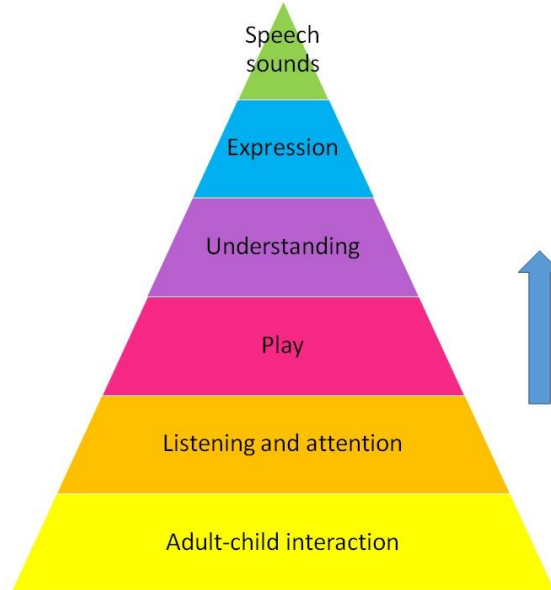 Speech
sounds
Expression
Understanding
Play
Listening and attention
Adult-child interaction